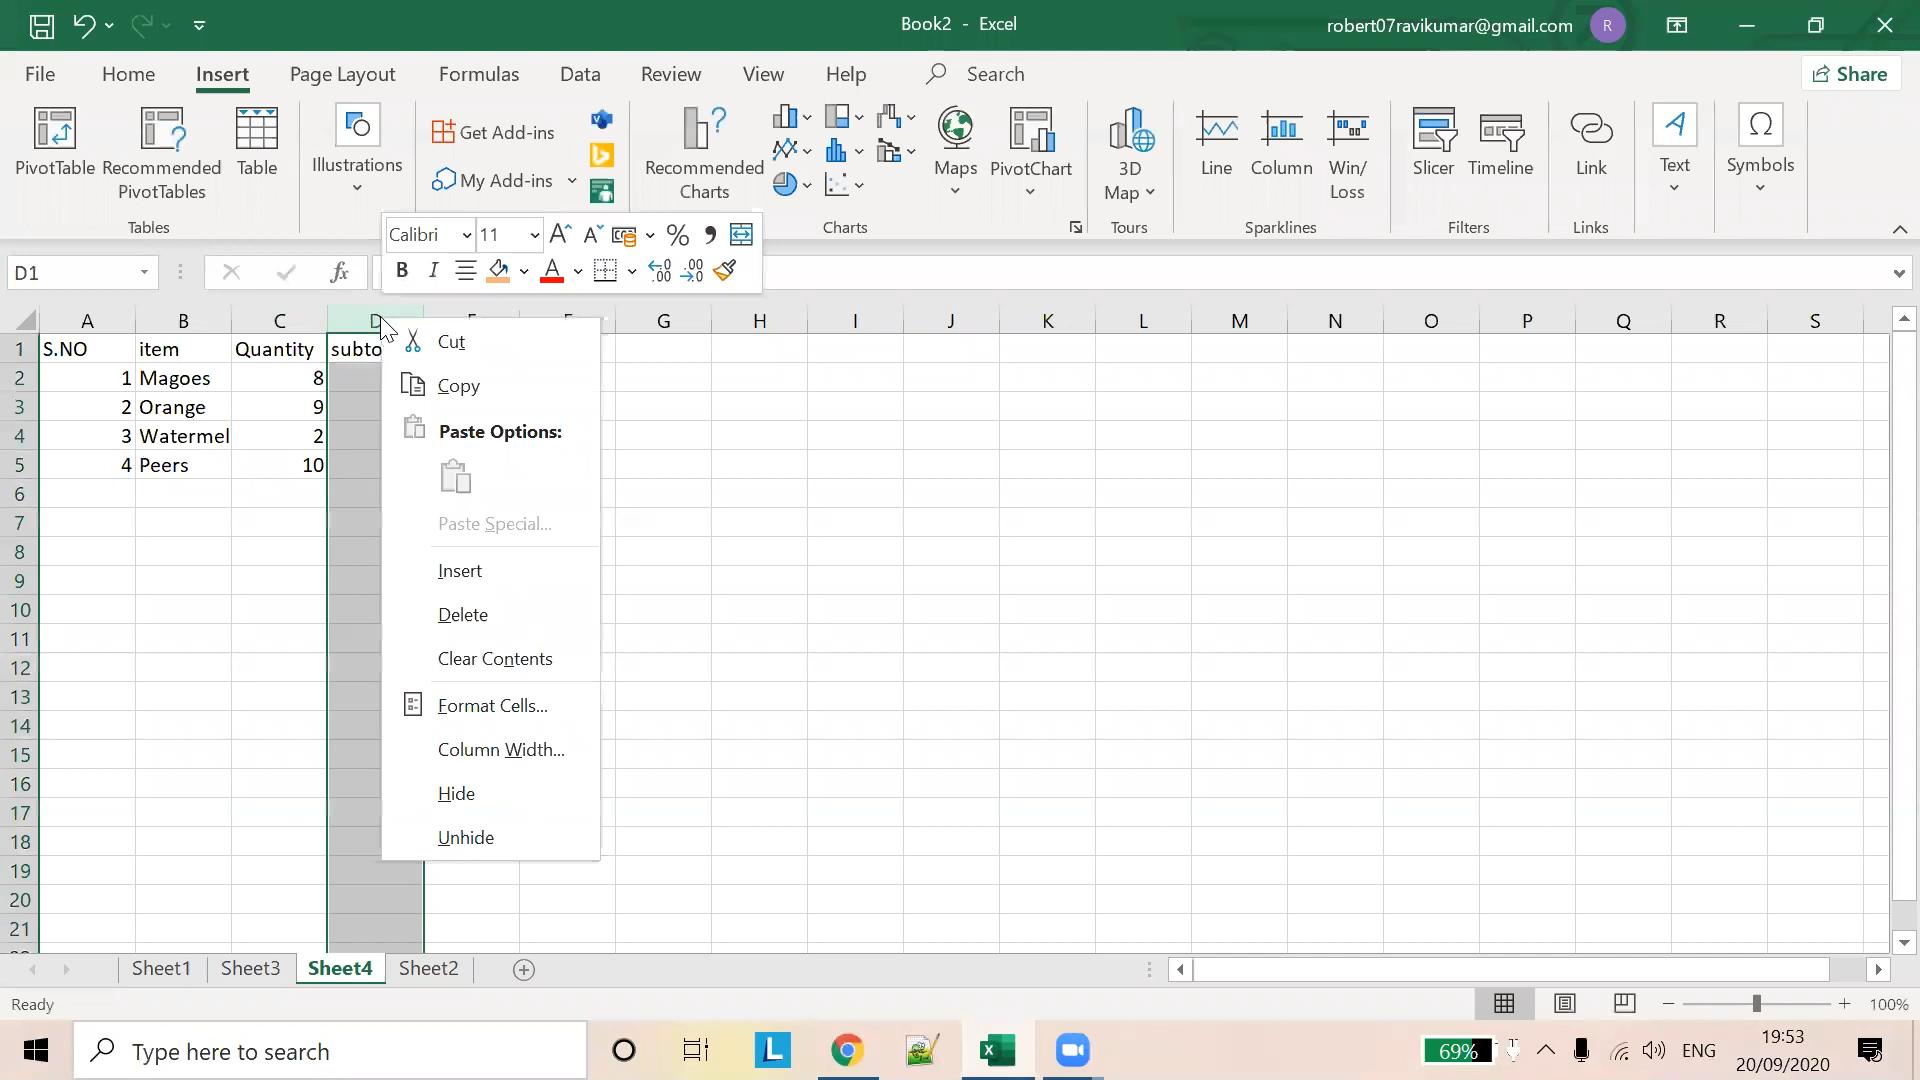 Book2 - Excel
robert07ravikumar@gmail.com
R
File Home Insert Page Layout Formulas Data Review View Help Search
Share
PivotTable
Recommended
PivotTables
Table
Tables
Illustrations
Get Add-ins
My Add-ins
Recommended
Charts
Maps
PivotChart
Charts
3D
Map
Tours
Line
Column
Win/
Loss
Sparklines
Slicer
Timeline
Filters
Link
Links
Text
Symbols
Calibri 11
B I A
D1
fx
A B C D G H I J K L M N O P Q R S
1 S.NO item Quantity subto
2 1 Magoes 8
3 2 Orange 9
4 3 Watermel 2
5 4 Peers 10
6
7
8
9
10
11
12
13
14
15
16
17
18
19
20
21
Cut
Copy
Paste Options:
Paste Special...
Insert
Delete
Clear Contents
Format Cells...
Column Width...
Hide
Unhide
Sheet1 Sheet3 Sheet4 Sheet2
Ready
100%
Type here to search
69%
ENG
19:53
20/09/2020